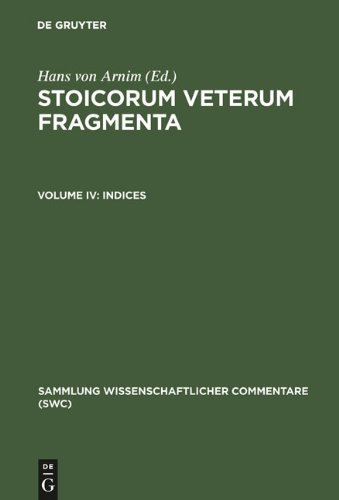 DE GRUYTER
Hans von Arnim (Ed.)
STOICORUM VETERUM
FRAGMENTA
VOLUME IV: INDICES
SAMMLUNG WISSENSCHAFTLICHER COMMENTARE
(SWC)
DE
G